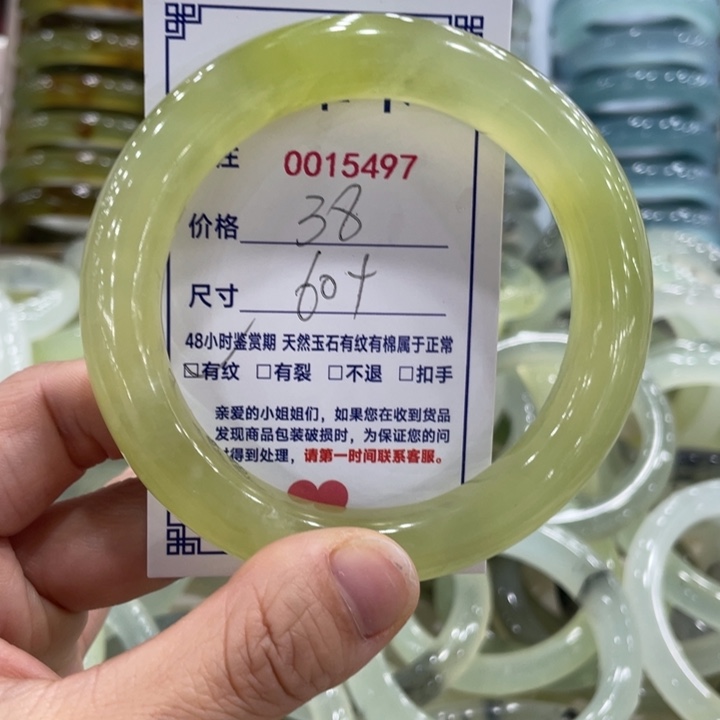 0015497
价格 38
尺寸 60+
48小时鉴赏期 天然玉石有纹有棉属于正常
☑有纹 ☐有裂 ☐不退 ☐扣手
亲爱的小姐姐们，如果您在收到货品
发现商品包装破损时，为保证您的问
得到处理，请第一时间联系客服。